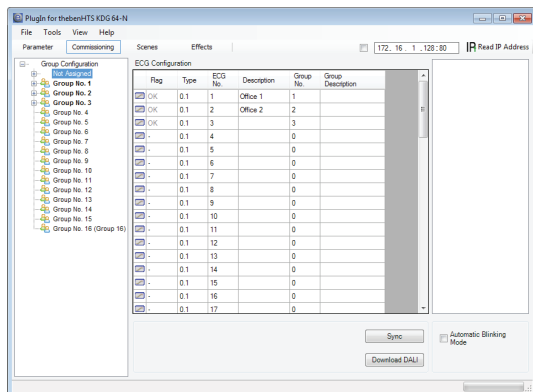 PlugIn for thebenHTS KDG 64-N
File Tools View Help
Parameter Commissioning Scenes Effects 172. 16. 1 .128:80 IR Read IP Address
Group Configuration
Not Assigned
Group No. 1
Group No. 2
Group No. 3
Group No. 4
Group No. 5
Group No. 6
Group No. 7
Group No. 8
Group No. 9
Group No. 10
Group No. 11
Group No. 12
Group No. 13
Group No. 14
Group No. 15
Group No. 16 (Group 16)
ECG Configuration
Flag Type ECG No. Description Group No. Group Description
OK 0.1 1 Office 1 1
OK 0.1 2 Office 2 2
OK 0.1 3 3
- 0.1 4 0
- 0.1 5 0
- 0.1 6 0
- 0.1 7 0
- 0.1 8 0
- 0.1 9 0
- 0.1 10 0
- 0.1 11 0
- 0.1 12 0
- 0.1 13 0
- 0.1 14 0
- 0.1 15 0
- 0.1 16 0
- 0.1 17 0
Sync
Download DALI
Automatic Blinking
Mode